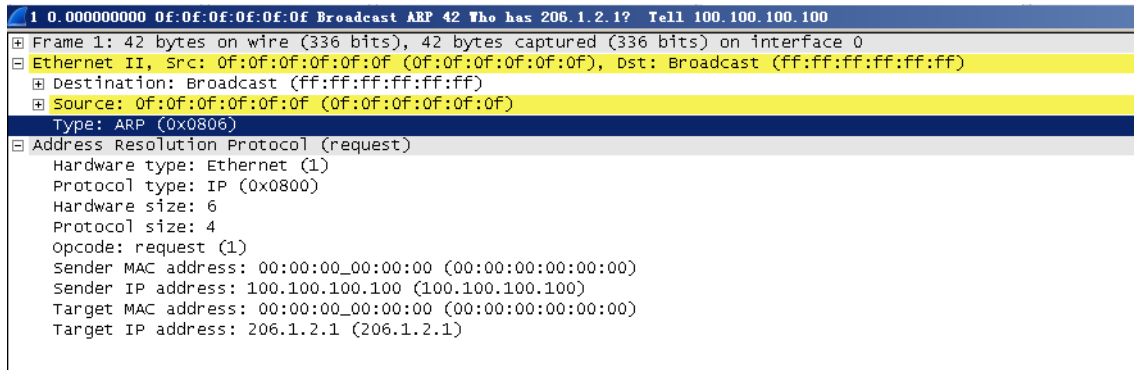 1 0.000000000 0f:0f:0f:0f:0f:0f Broadcast ARP 42 Who has 206.1.2.1?  Tell 100.100.100.100
Frame 1: 42 bytes on wire (336 bits), 42 bytes captured (336 bits) on interface 0
Ethernet II, Src: 0f:0f:0f:0f:0f:0f (0f:0f:0f:0f:0f:0f), Dst: Broadcast (ff:ff:ff:ff:ff:ff)
Destination: Broadcast (ff:ff:ff:ff:ff:ff)
Source: 0f:0f:0f:0f:0f:0f (0f:0f:0f:0f:0f:0f)
Type: ARP (0x0806)
Address Resolution Protocol (request)
Hardware type: Ethernet (1)
Protocol type: IP (0x0800)
Hardware size: 6
Protocol size: 4
Opcode: request (1)
Sender MAC address: 00:00:00_00:00:00 (00:00:00:00:00:00)
Sender IP address: 100.100.100.100 (100.100.100.100)
Target MAC address: 00:00:00_00:00:00 (00:00:00:00:00:00)
Target IP address: 206.1.2.1 (206.1.2.1)